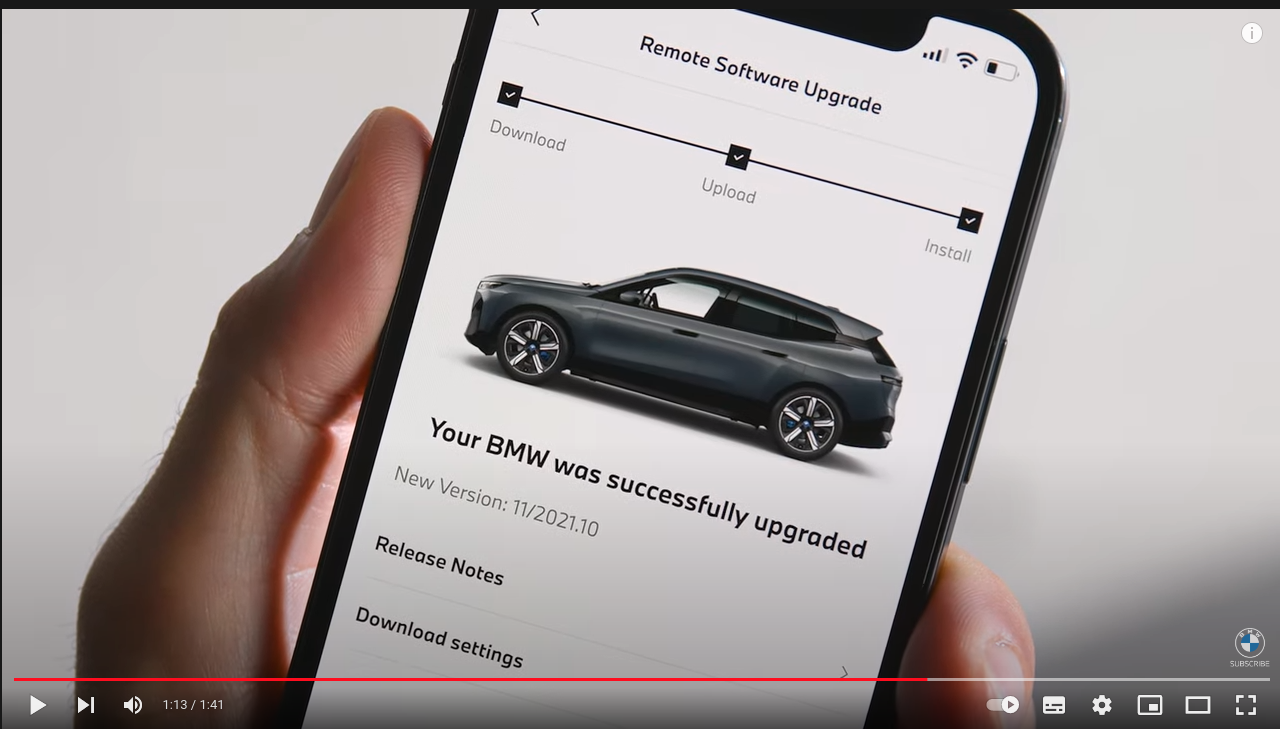 Remote Software Upgrade
Download
Upload
Install
Your BMW was successfully upgraded
New Version: 11/2021.10
Release Notes
Download settings
BMW
SUBSCRIBE
1:13 / 1:41